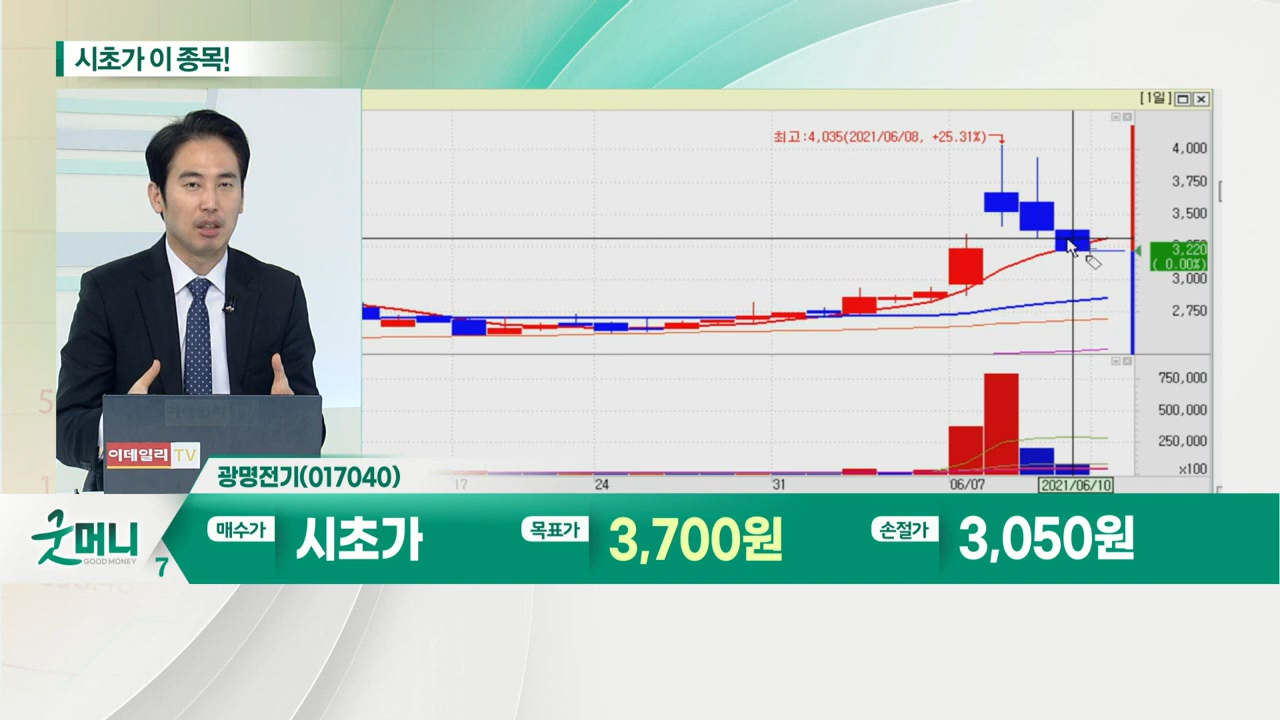 시초가 이 종목!
[1일]
최고:4,035(2021/06/08, +25.31%)
4,000
3,750
3,500
3,220
( 0.00%)
3,000
2,750
750,000
500,000
250,000
×100
17
24
31
06/07
2021/06/10
이데일리TV
광명전기(017040)
굿머니
GOOD MONEY
7
매수가
시초가
목표가
3,700원
손절가
3,050원